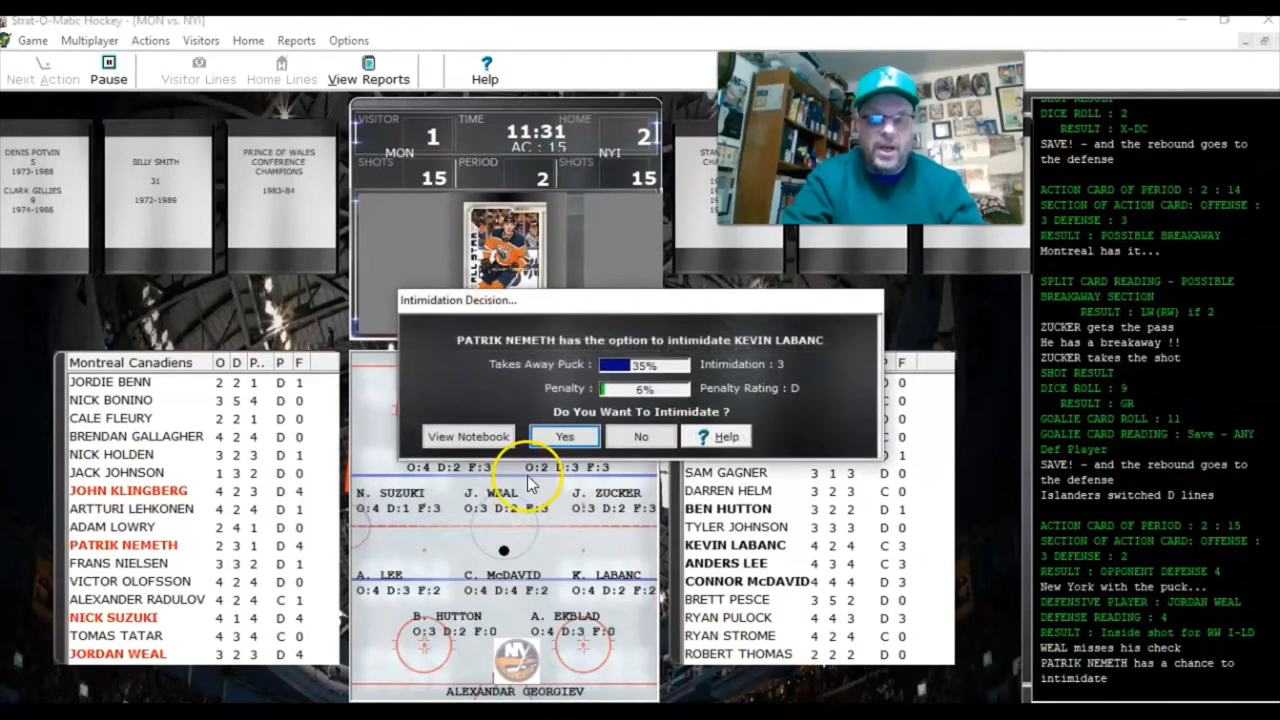 Strat-O-Matic Hockey - [MON vs. NYI]
Game Multiplayer Actions Visitors Home Reports Options
Next Action Pause Visitor Lines Home Lines View Reports Help
DENIS POTVIN
5
1973-1988
CLARK GILLIES
9
1974-1986
BILLY SMITH
31
1972-1989
PRINCE OF WALES
CONFERENCE
CHAMPIONS
1983-84
VISITOR 1 TIME 11:31 HOME 2
MON AC : 15 NYI
SHOTS 15 PERIOD 2 SHOTS 15
Intimidation Decision...
PATRIK NEMETH has the option to intimidate KEVIN LABANC
Takes Away Puck : 35% Intimidation : 3
Penalty : 6% Penalty Rating : D
Do You Want To Intimidate ?
View Notebook Yes No Help
Montreal Canadiens O D P.. P F
JORDIE BENN 2 2 1 D 1
NICK BONINO 3 5 4 D 0
CALE FLEURY 2 2 1 D 0
BRENDAN GALLAGHER 4 2 4 D 0
NICK HOLDEN 2 3 1 D 0
JACK JOHNSON 1 3 2 D 0
JOHN KLINGBERG 4 2 3 D 4
ARTTURI LEHKONEN 4 2 4 D 0
ADAM LOWRY 2 4 1 D 0
PATRIK NEMETH 2 3 1 D 4
FRANS NIELSEN 3 3 2 D 1
VICTOR OLOFSSON 4 2 4 D 0
ALEXANDER RADULOV 4 2 4 C 1
NICK SUZUKI 4 1 4 D 4
TOMAS TATAR 4 3 4 C 0
JORDAN WEAL 3 2 2 D 4
O:4 D:2 F:3
N. SUZUKI J. WEAL J. ZUCKER
O:4 D:1 F:3 O:3 D:2 F:3 O:4 D:2 F:3
A. LEE C. McDAVID K. LABANC
O:4 D:3 F:2 O:4 D:4 F:2 O:4 D:2 F:2
B. HUTTON A. EKBLAD
O:3 D:2 F:0 O:4 D:3 F:0
NY
ALEXANDAR GEORGIEV
SAM GAGNER 3 1 3 D 0
DARREN HELM 3 2 3 C 0
BEN HUTTON 3 2 2 D 1
TYLER JOHNSON 3 3 3 D 0
KEVIN LABANC 4 2 4 C 3
ANDERS LEE 4 3 4 C 3
CONNOR McDAVID 4 4 4 D 3
BRETT PESCE 3 5 2 D 0
RYAN PULOCK 4 3 4 D 3
RYAN STROME 4 2 4 C 0
ROBERT THOMAS 2 2 2 D 0
SHOT RESULT
DICE ROLL : 2
RESULT : X-DC
SAVE! - and the rebound goes to
the defense
ACTION CARD OF PERIOD : 2 : 14
SECTION OF ACTION CARD: OFFENSE :
3 DEFENSE : 3
RESULT : POSSIBLE BREAKAWAY
Montreal has it...
SPLIT CARD READING - POSSIBLE
BREAKAWAY SECTION
RESULT : LW(RW) if 2
ZUCKER gets the pass
He has a breakaway !!
ZUCKER takes the shot
SHOT RESULT
DICE ROLL : 9
RESULT : GR
GOALIE CARD ROLL : 11
GOALIE CARD READING : Save - ANY
Def Player
SAVE! - and the rebound goes to
the defense
Islanders switched D lines
ACTION CARD OF PERIOD : 2 : 15
SECTION OF ACTION CARD: OFFENSE :
3 DEFENSE : 2
RESULT : OPPONENT DEFENSE 4
New York with the puck...
DEFENSIVE PLAYER : JORDAN WEAL
DEFENSE READING : 4
RESULT : Inside shot for RW I-LD
WEAL misses his check
PATRIK NEMETH has a chance to
intimidate